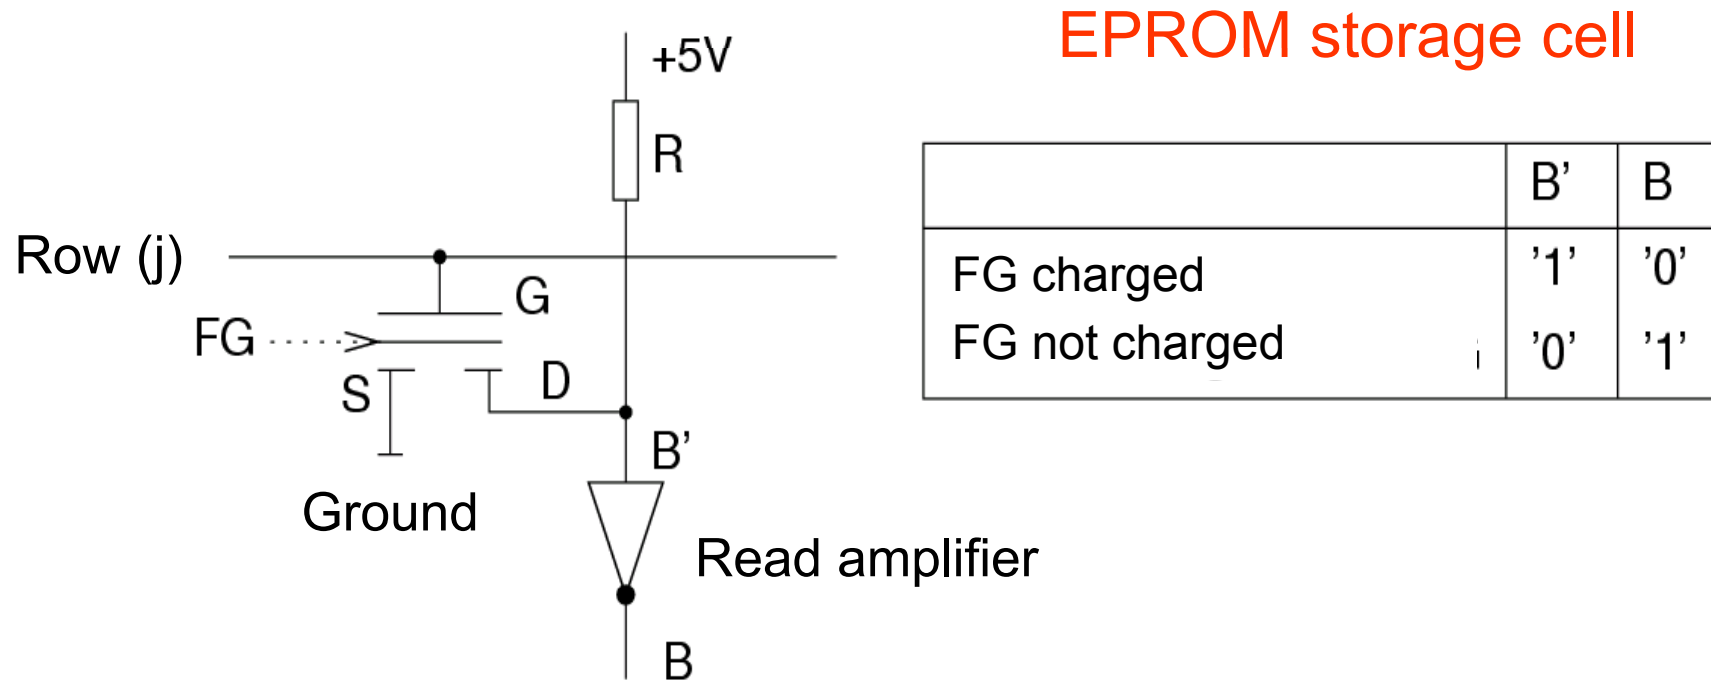 EPROM storage cell
+5V
R
Row (j)
G
FG
S
D
B’
Ground
Read amplifier
B
B’ B
FG charged ’1’ ’0’
FG not charged ’0’ ’1’